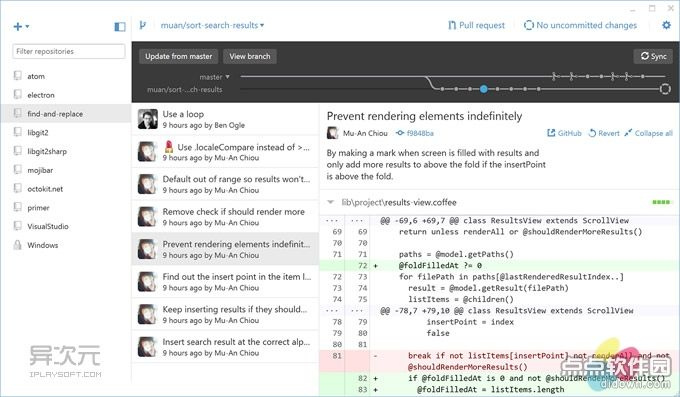 muan/sort-search-results
Pull request
No uncommitted changes
Filter repositories
atom
electron
find-and-replace
libgit2
libgit2sharp
mojibar
octokit.net
primer
VisualStudio
Windows
Update from master
View branch
Sync
master
muan/sort-...ch-results
Use a loop
9 hours ago by Ben Ogle
Use .localeCompare instead of >...
9 hours ago by Mu-An Chiou
Default out of range so results won't...
9 hours ago by Mu-An Chiou
Remove check if should render more
9 hours ago by Mu-An Chiou
Prevent rendering elements indefinit...
9 hours ago by Mu-An Chiou
Find out the insert point in the item l...
9 hours ago by Mu-An Chiou
Keep inserting results if they should...
9 hours ago by Mu-An Chiou
Insert search result at the correct alp...
9 hours ago by Mu-An Chiou
Prevent rendering elements indefinitely
Mu-An Chiou
f9848ba
GitHub
Revert
Collapse all
By making a mark when screen is filled with results and
only add more results to above the fold if the insertPoint
is above the fold.
lib\project\results-view.coffee
... ... @@ -69,6 +69,7 @@ class ResultsView extends ScrollView
69 69 return unless renderAll or @shouldRenderMoreResults()
70 70
71 71 paths = @model.getPaths()
72 + @foldFilledAt ?= 0
72 73 for filePath in paths[@lastRenderedResultIndex..]
73 74 result = @model.getResult(filePath)
74 75 listItems = @children()
... ... @@ -78,7 +79,10 @@ class ResultsView extends ScrollView
78 79 insertPoint = index
79 80 false
80 81
81 - break if not listItems[insertPoint] not renderAll and not
@shouldRenderMoreResults()
82 + if @foldFilledAt is 0 and not @shouldRenderMoreResults()
83 + @foldFilledAt = listItems.length
异次元
IPLAYSOFT.COM
点点软件园